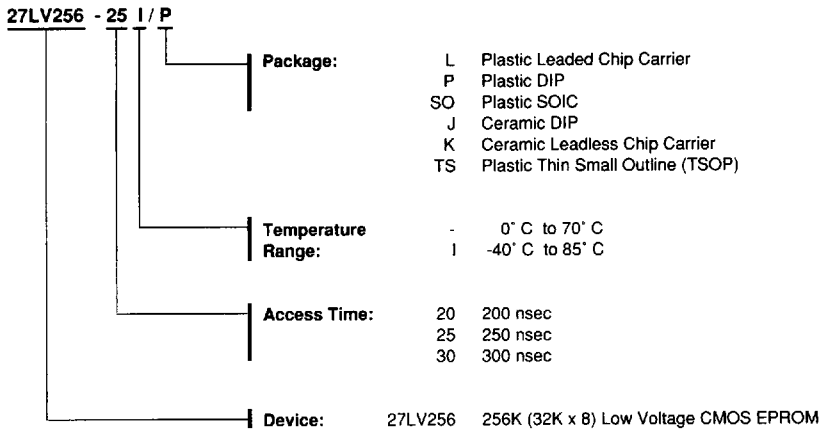 27LV256 - 25 I / P
Package: L Plastic Leaded Chip Carrier
P Plastic DIP
SO Plastic SOIC
J Ceramic DIP
K Ceramic Leadless Chip Carrier
TS Plastic Thin Small Outline (TSOP)
Temperature - 0° C to 70° C
Range: I -40° C to 85° C
Access Time: 20 200 nsec
25 250 nsec
30 300 nsec
Device: 27LV256 256K (32K x 8) Low Voltage CMOS EPROM